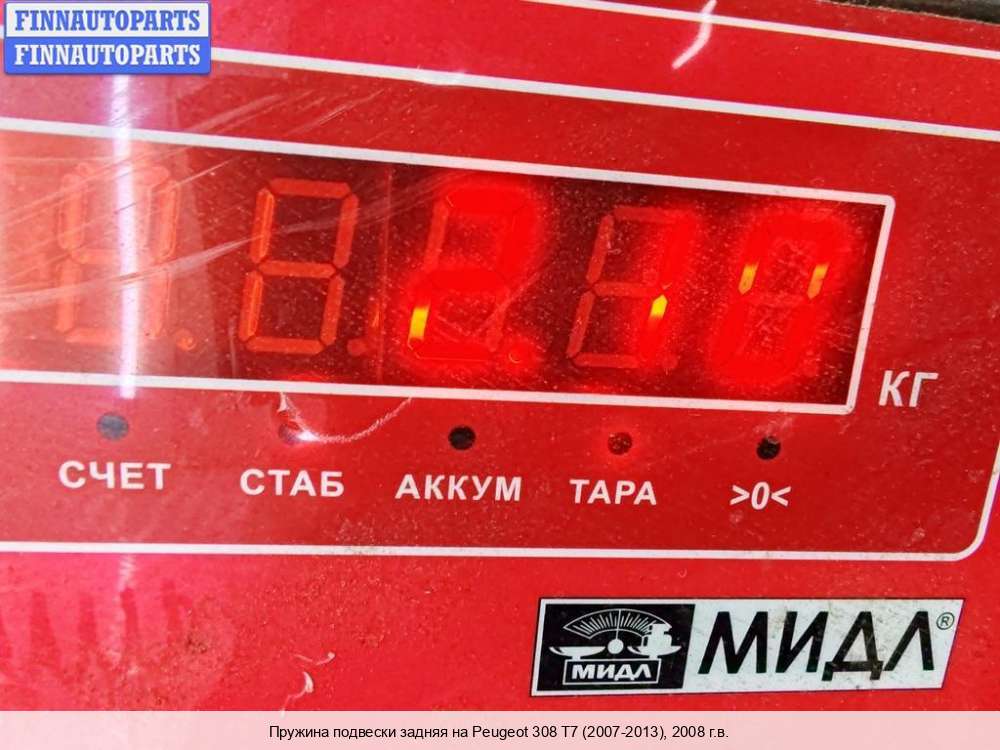 FINNAUTOPARTS
FINNAUTOPARTS
КГ
СЧЕТ СТАБ АККУМ ТАРА >0<
МИДЛ МИДЛ®
Пружина подвески задняя на Peugeot 308 T7 (2007-2013), 2008 г.в.